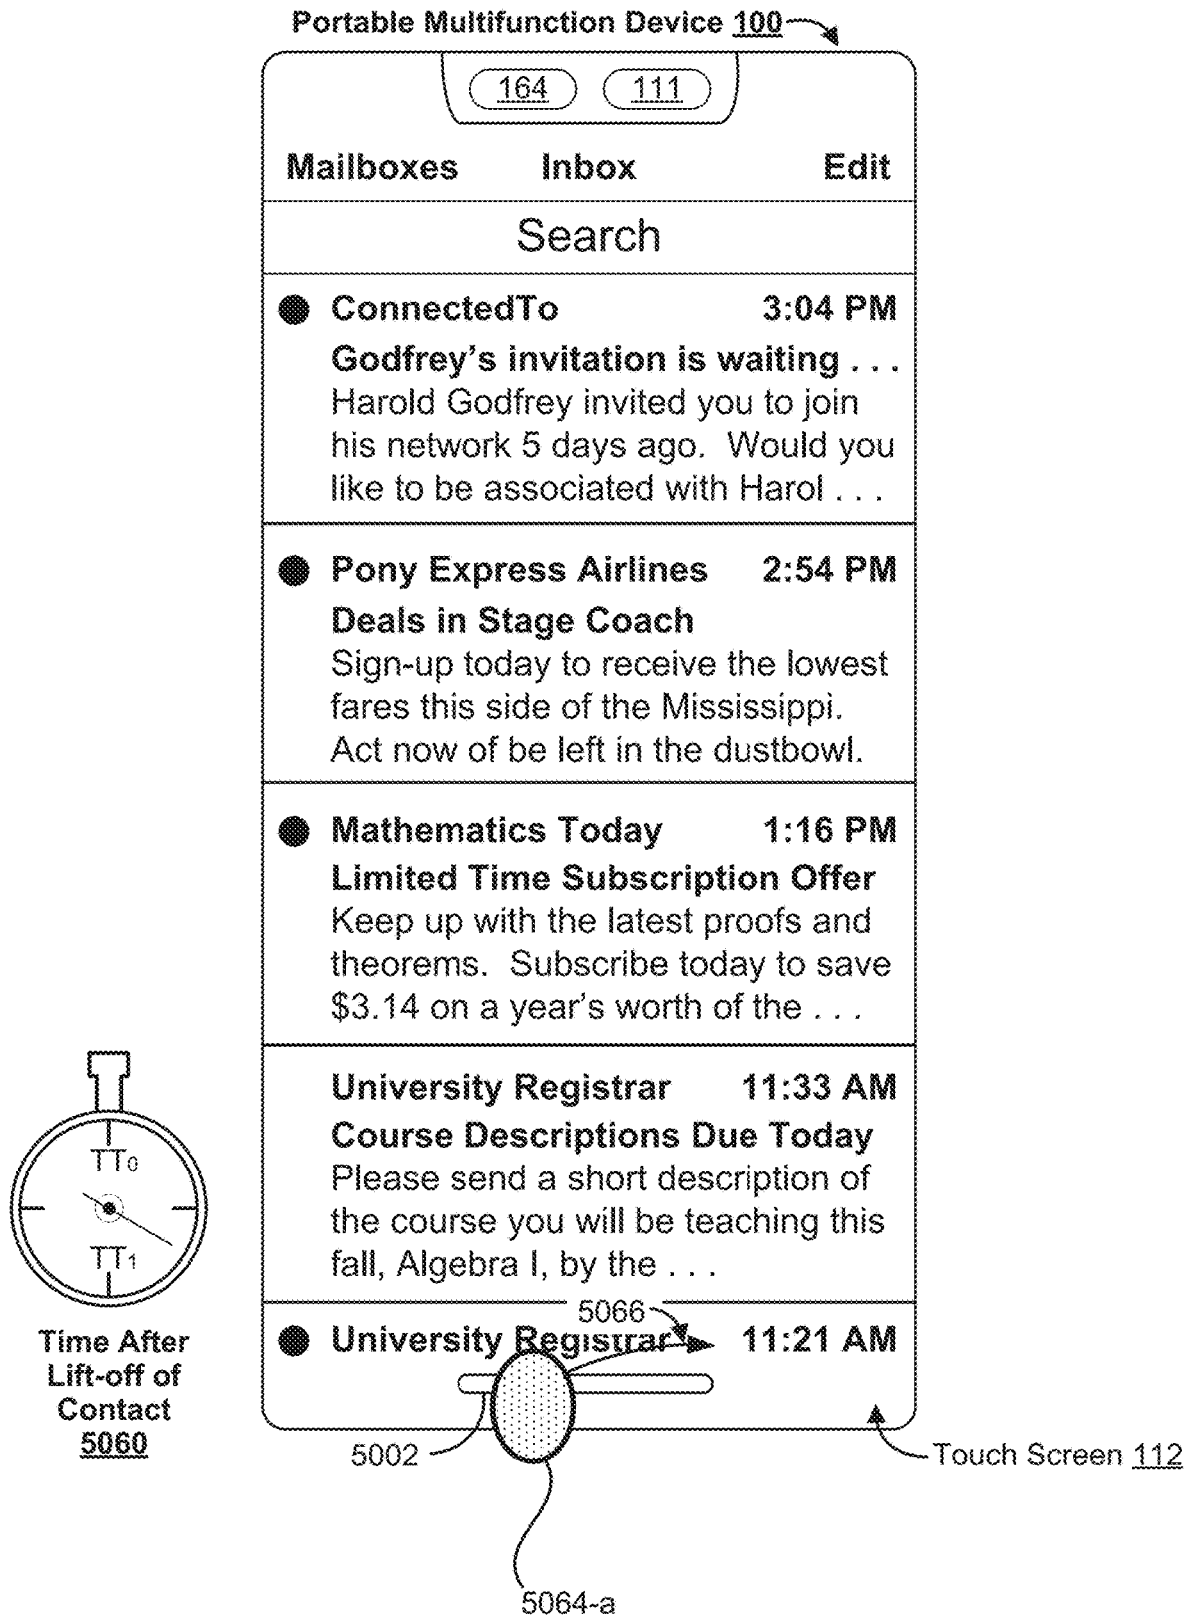 Portable Multifunction Device 100
164 111
Mailboxes Inbox Edit
Search
ConnectedTo 3:04 PM
Godfrey's invitation is waiting . . .
Harold Godfrey invited you to join
his network 5 days ago. Would you
like to be associated with Harol . . .
Pony Express Airlines 2:54 PM
Deals in Stage Coach
Sign-up today to receive the lowest
fares this side of the Mississippi.
Act now of be left in the dustbowl.
Mathematics Today 1:16 PM
Limited Time Subscription Offer
Keep up with the latest proofs and
theorems. Subscribe today to save
$3.14 on a year's worth of the . . .
University Registrar 11:33 AM
Course Descriptions Due Today
Please send a short description of
the course you will be teaching this
fall, Algebra I, by the . . .
TT0
TT1
Time After
Lift-off of
Contact
5060
5066
University Registrar 11:21 AM
5002
Touch Screen 112
5064-a